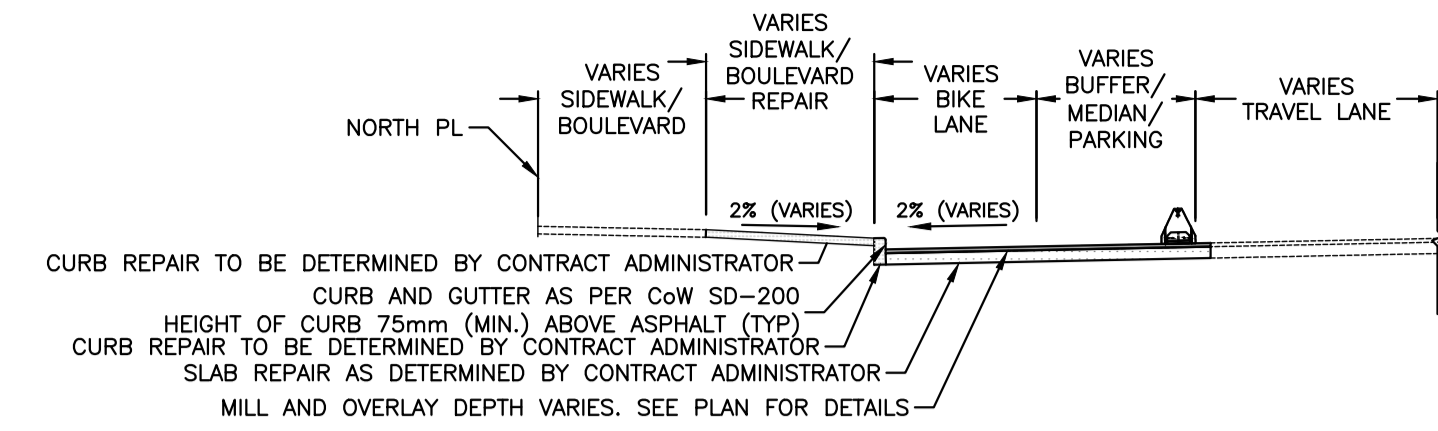 VARIES
SIDEWALK/
BOULEVARD
VARIES
SIDEWALK/
BOULEVARD
REPAIR
VARIES
BIKE
LANE
VARIES
BUFFER/
MEDIAN/
PARKING
VARIES
TRAVEL LANE
NORTH PL
2% (VARIES)
2% (VARIES)
CURB REPAIR TO BE DETERMINED BY CONTRACT ADMINISTRATOR
CURB AND GUTTER AS PER CoW SD-200
HEIGHT OF CURB 75mm (MIN.) ABOVE ASPHALT (TYP)
CURB REPAIR TO BE DETERMINED BY CONTRACT ADMINISTRATOR
SLAB REPAIR AS DETERMINED BY CONTRACT ADMINISTRATOR
MILL AND OVERLAY DEPTH VARIES. SEE PLAN FOR DETAILS